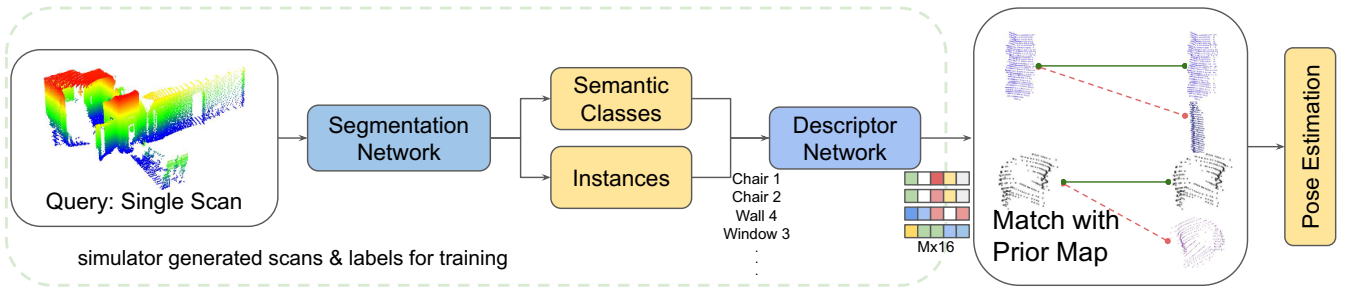 Query: Single Scan
Segmentation
Network
Semantic
Classes
Instances
Descriptor
Network
Chair 1
Chair 2
Wall 4
Window 3
.
.
.
Mx16
Match with
Prior Map
Pose Estimation
simulator generated scans & labels for training